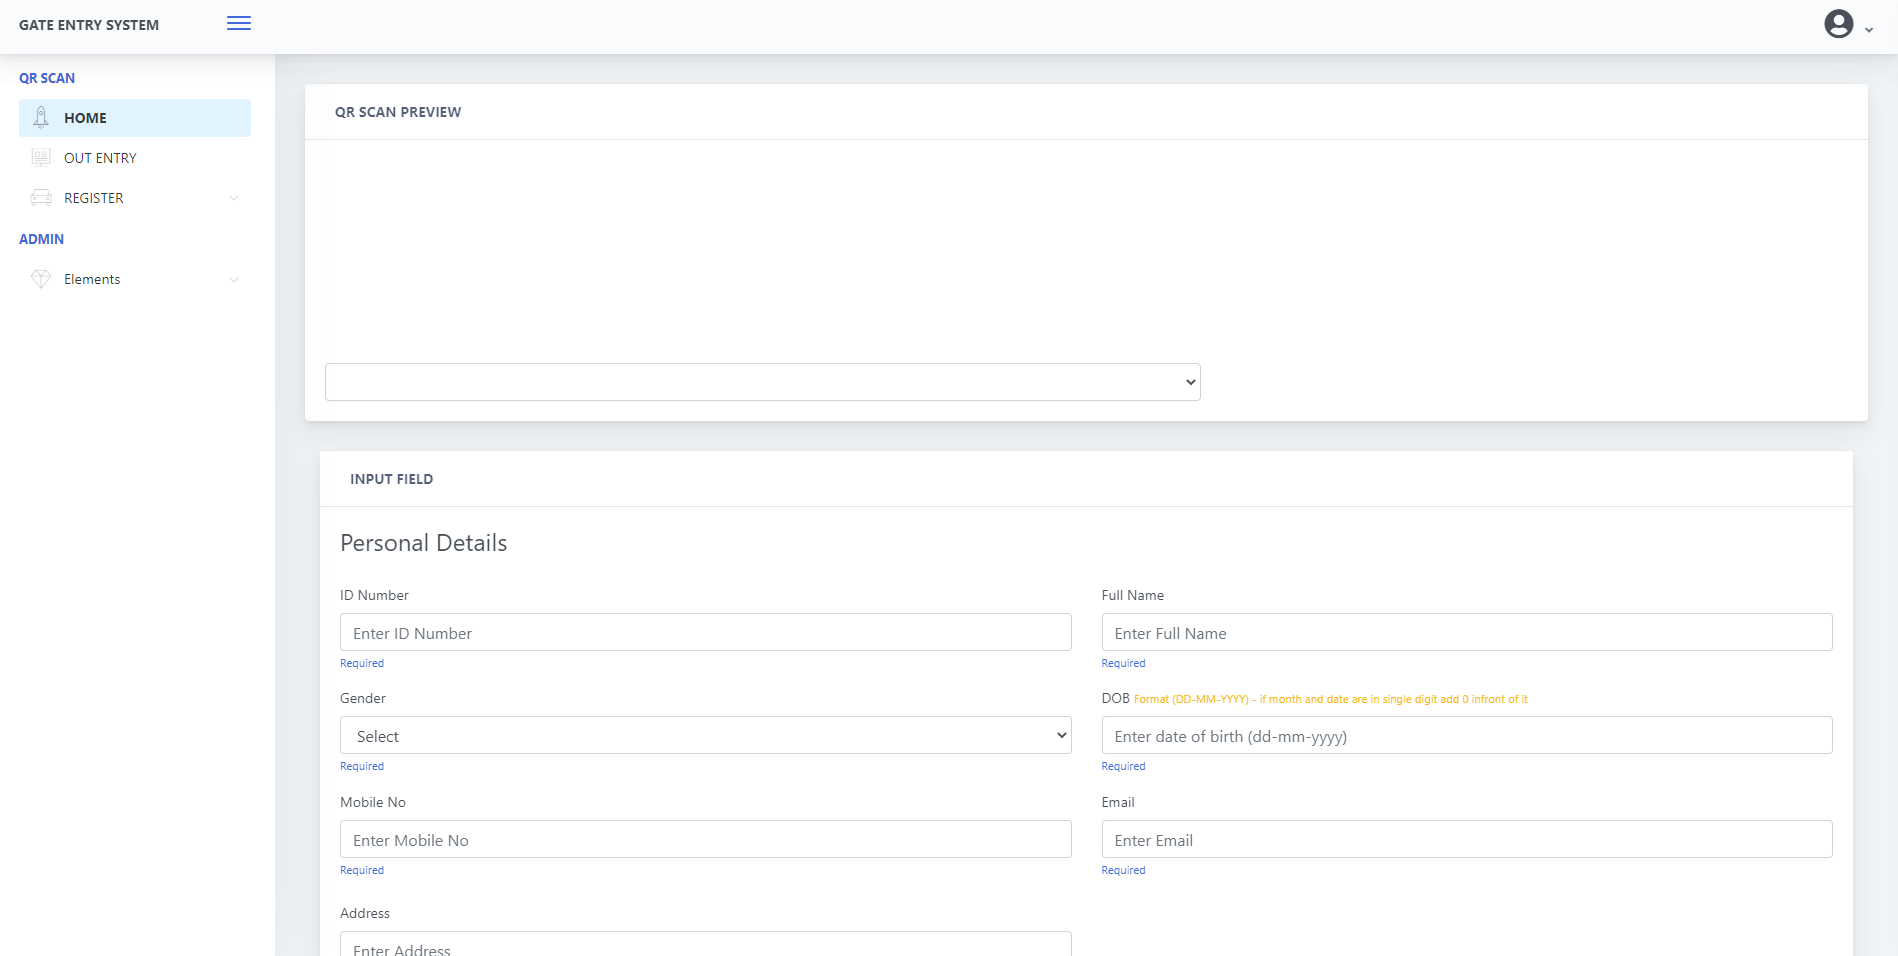 GATE ENTRY SYSTEM
QR SCAN
HOME
OUT ENTRY
REGISTER
ADMIN
Elements
QR SCAN PREVIEW
INPUT FIELD
Personal Details
ID Number
Full Name
Enter ID Number
Enter Full Name
Required
Required
Gender
DOB Format (DD-MM-YYYY) - if month and date are in single digit add 0 infront of it
Select
Enter date of birth (dd-mm-yyyy)
Required
Required
Mobile No
Email
Enter Mobile No
Enter Email
Required
Required
Address
Enter Address